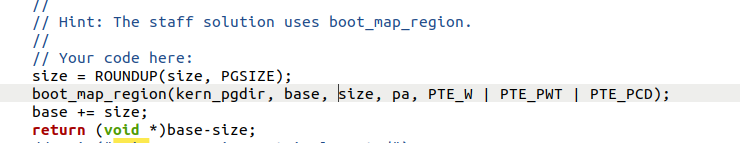 //
// Hint: The staff solution uses boot_map_region.
//
// Your code here:
size = ROUNDUP(size, PGSIZE);
boot_map_region(kern_pgdir, base, size, pa, PTE_W | PTE_PWT | PTE_PCD);
base += size;
return (void *)base-size;